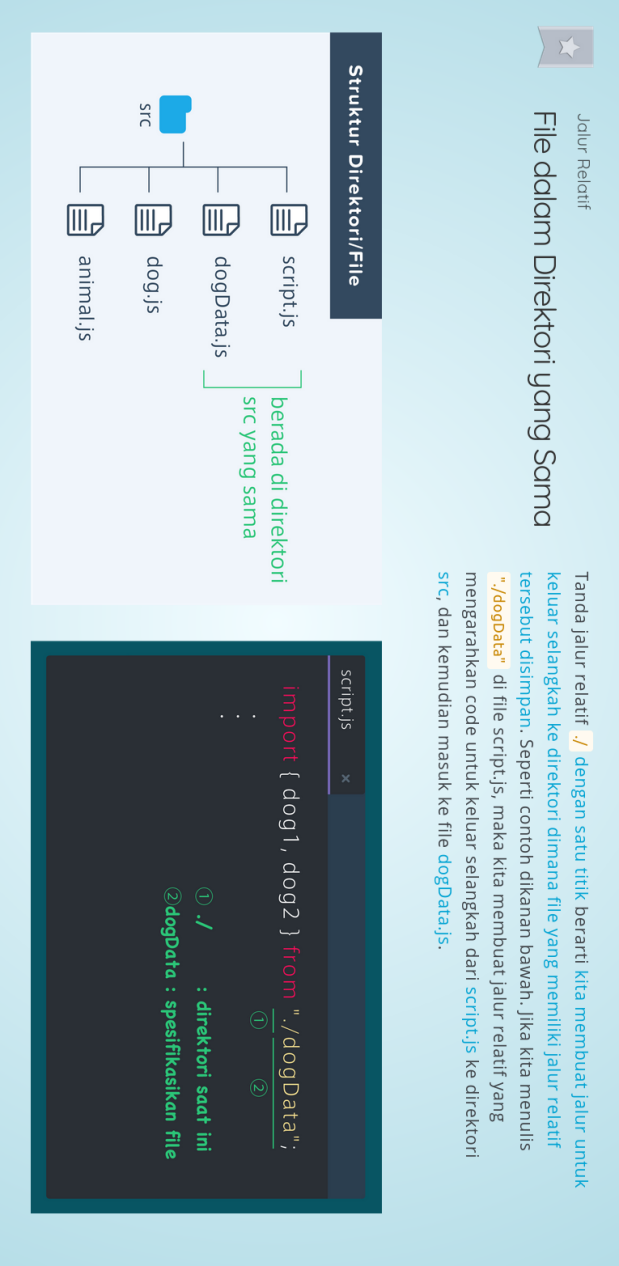 Jalur Relatif
File dalam Direktori yang Sama
Tanda jalur relatif ./ dengan satu titik berarti kita membuat jalur untuk
keluar selangkah ke direktori dimana file yang memiliki jalur relatif
tersebut disimpan. Seperti contoh dikanan bawah. Jika kita menulis
"./dogData" di file script.js, maka kita membuat jalur relatif yang
mengarahkan code untuk keluar selangkah dari script.js ke direktori
src, dan kemudian masuk ke file dogData.js.
Struktur Direktori/File
src
script.js
dogData.js
dog.js
animal.js
berada di direktori
src yang sama
script.js ×
import { dog1, dog2 } from "./dogData";
① ②
.
.
.
① ./ : direktori saat ini
②dogData : spesifikasikan file